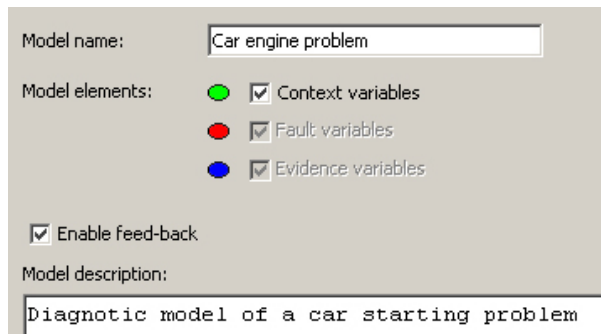 Model name: Car engine problem
Model elements: Context variables
Fault variables
Evidence variables
Enable feed-back
Model description:
Diagnotic model of a car starting problem